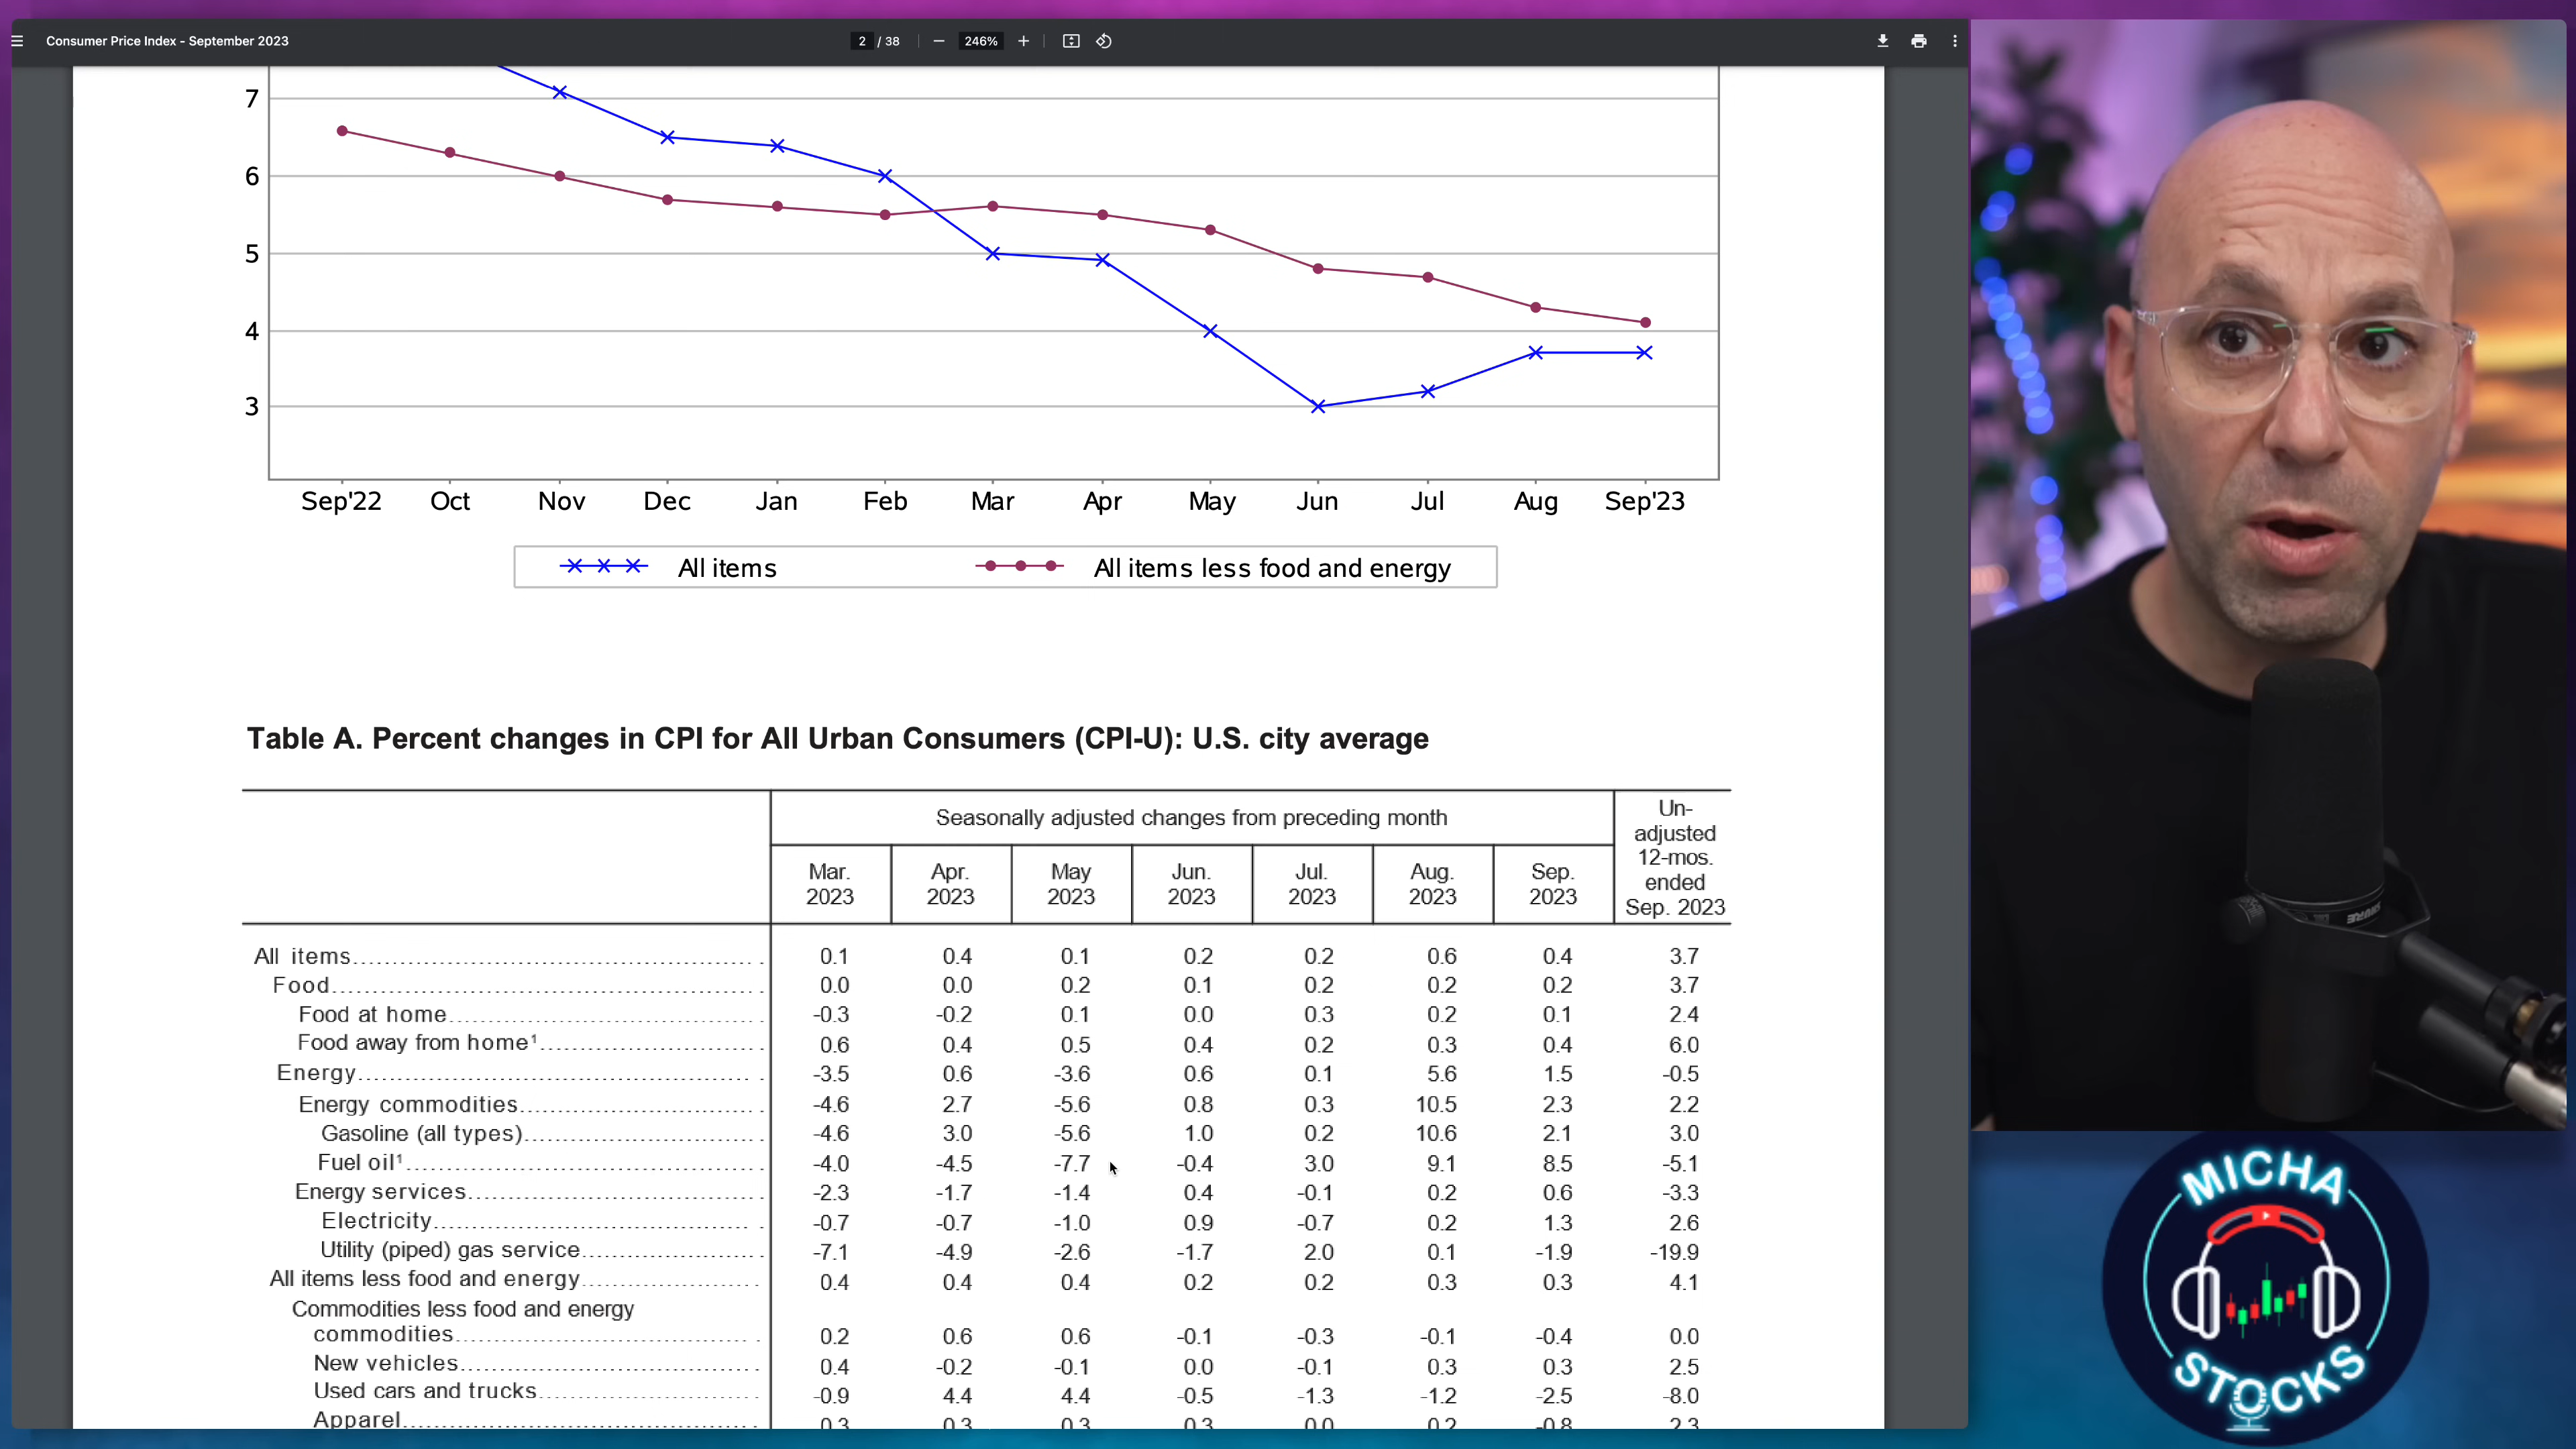 Consumer Price Index - September 2023
2 / 38
246%
7
6
5
4
3
Sep'22 Oct Nov Dec Jan Feb Mar Apr May Jun Jul Aug Sep'23
All items All items less food and energy
Table A. Percent changes in CPI for All Urban Consumers (CPI-U): U.S. city average
Seasonally adjusted changes from preceding month
Un-
adjusted
12-mos.
ended
Sep. 2023
Mar. Apr. May Jun. Jul. Aug. Sep.
2023 2023 2023 2023 2023 2023 2023
All items 0.1 0.4 0.1 0.2 0.2 0.6 0.4 3.7
Food 0.0 0.0 0.2 0.1 0.2 0.2 0.2 3.7
Food at home -0.3 -0.2 0.1 0.0 0.3 0.2 0.1 2.4
Food away from home¹ 0.6 0.4 0.5 0.4 0.2 0.3 0.4 6.0
Energy -3.5 0.6 -3.6 0.6 0.1 5.6 1.5 -0.5
Energy commodities -4.6 2.7 -5.6 0.8 0.3 10.5 2.3 2.2
Gasoline (all types) -4.6 3.0 -5.6 1.0 0.2 10.6 2.1 3.0
Fuel oil¹ -4.0 -4.5 -7.7 -0.4 3.0 9.1 8.5 -5.1
Energy services -2.3 -1.7 -1.4 0.4 -0.1 0.2 0.6 -3.3
Electricity -0.7 -0.7 -1.0 0.9 -0.7 0.2 1.3 2.6
Utility (piped) gas service -7.1 -4.9 -2.6 -1.7 2.0 0.1 -1.9 -19.9
All items less food and energy 0.4 0.4 0.4 0.2 0.2 0.3 0.3 4.1
Commodities less food and energy
commodities 0.2 0.6 0.6 -0.1 -0.3 -0.1 -0.4 0.0
New vehicles 0.4 -0.2 -0.1 0.0 -0.1 0.3 0.3 2.5
Used cars and trucks -0.9 4.4 4.4 -0.5 -1.3 -1.2 -2.5 -8.0
Apparel 0.3 0.3 0.3 0.3 0.0 0.2 -0.8 2.3
SHURE
MICHA
STOCKS